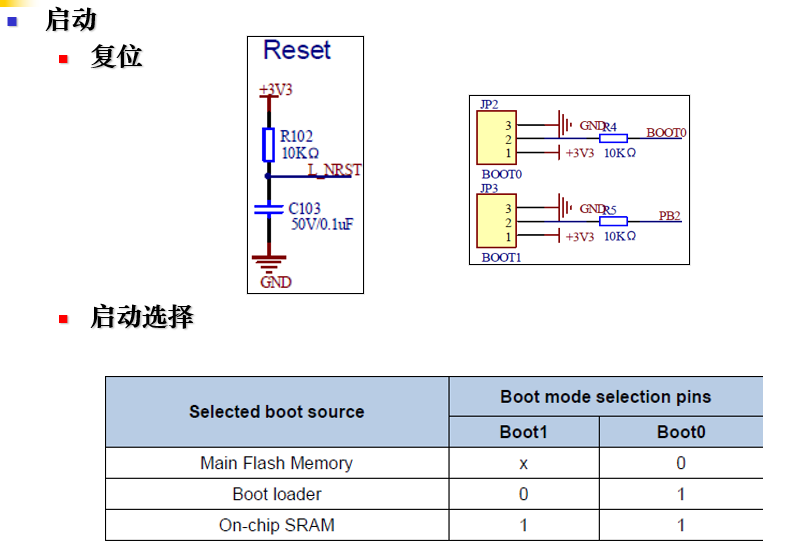 启动
复位
Reset
+3V3
R102
10KΩ
L_NRST
C103
50V/0.1uF
GND
JP2
3
2
1
GND
R4
BOOT0
+3V3 10KΩ
BOOT0
JP3
3
2
1
GND
R5
PB2
+3V3 10KΩ
BOOT1
启动选择
Selected boot source
Boot mode selection pins
Boot1 Boot0
Main Flash Memory x 0
Boot loader 0 1
On-chip SRAM 1 1